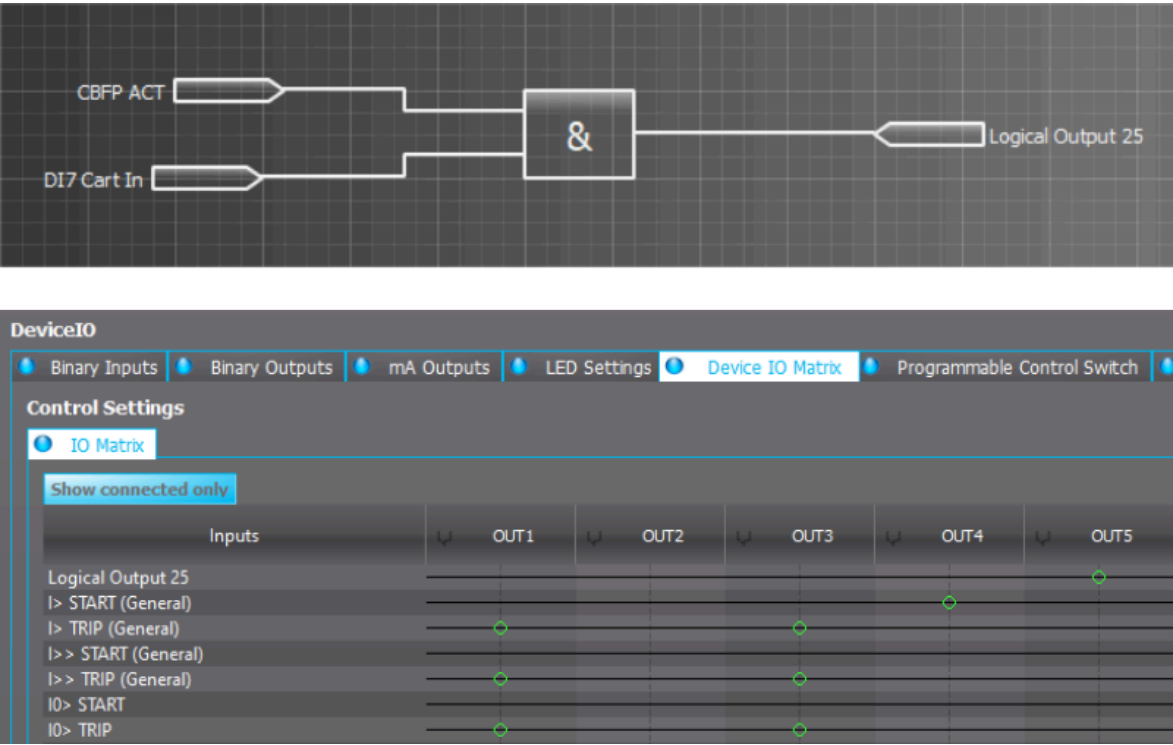 CBFP ACT
&
Logical Output 25
DI7 Cart In
DeviceIO
Binary Inputs Binary Outputs mA Outputs LED Settings Device IO Matrix Programmable Control Switch
Control Settings
IO Matrix
Show connected only
Inputs OUT1 OUT2 OUT3 OUT4 OUT5
Logical Output 25
I> START (General)
I> TRIP (General)
I>> START (General)
I>> TRIP (General)
I0> START
I0> TRIP